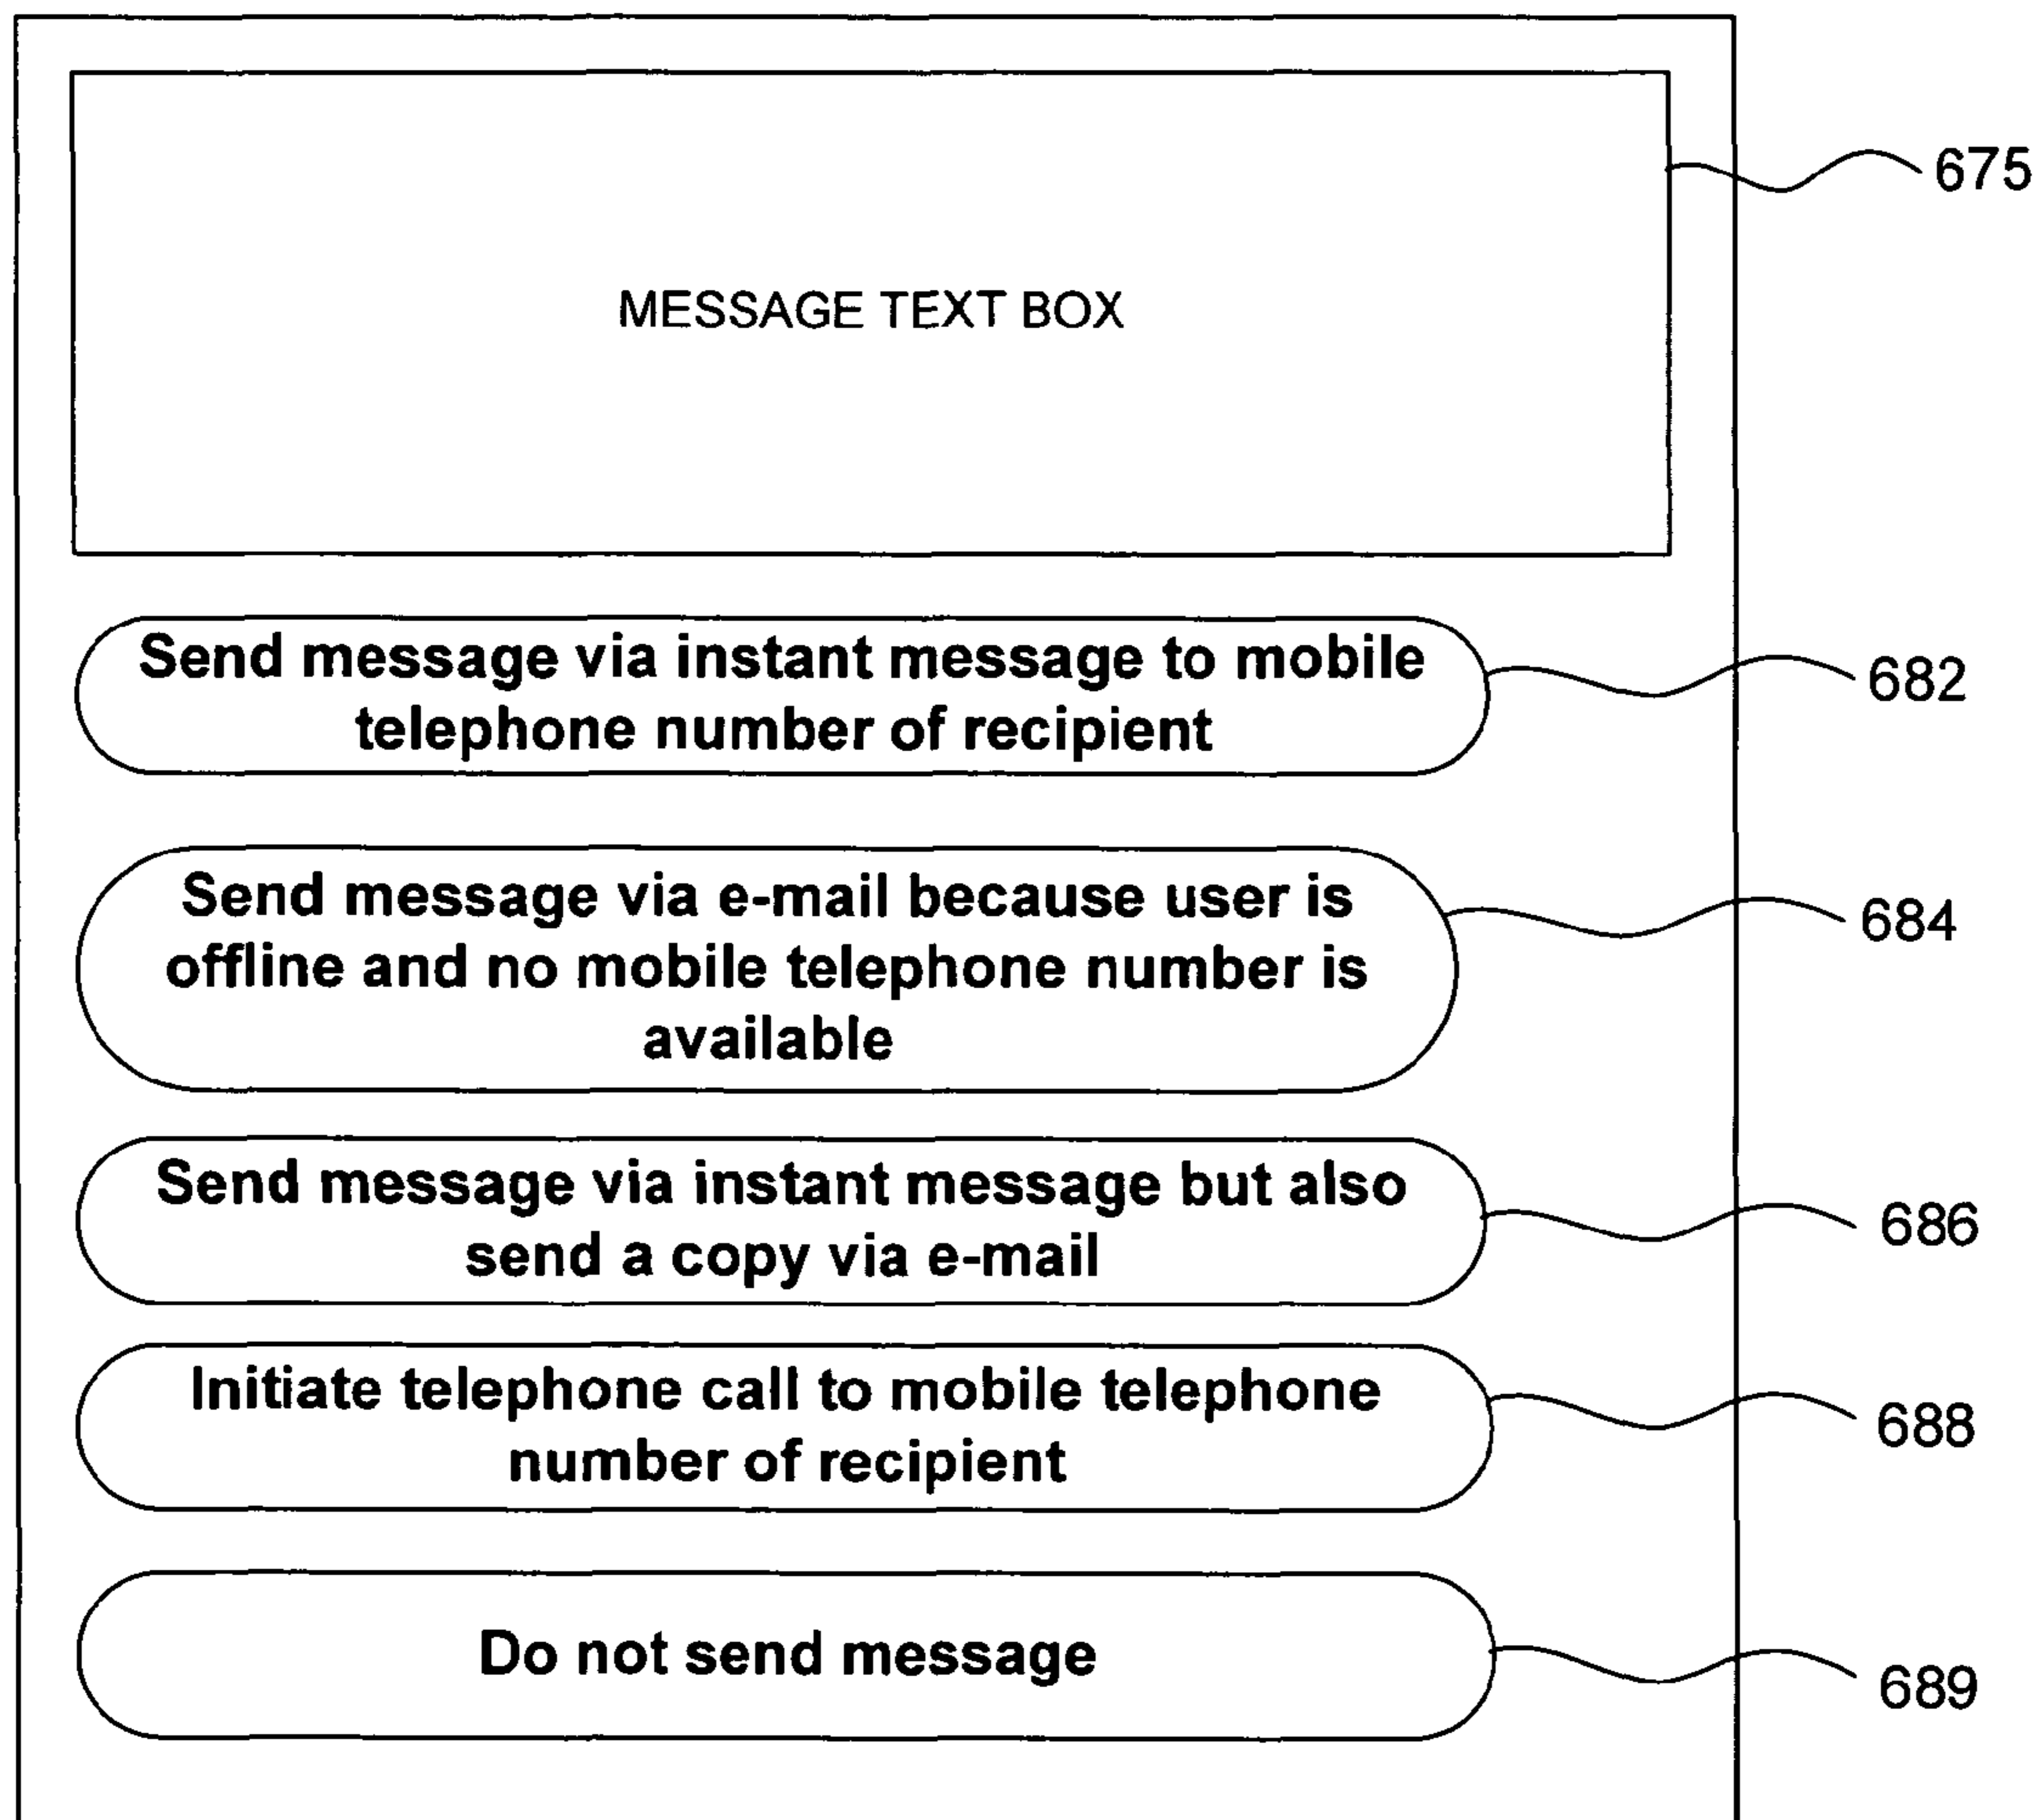 675
MESSAGE TEXT BOX
Send message via instant message to mobile
telephone number of recipient
682
Send message via e-mail because user is
offline and no mobile telephone number is
available
684
Send message via instant message but also
send a copy via e-mail
686
Initiate telephone call to mobile telephone
number of recipient
688
Do not send message
689